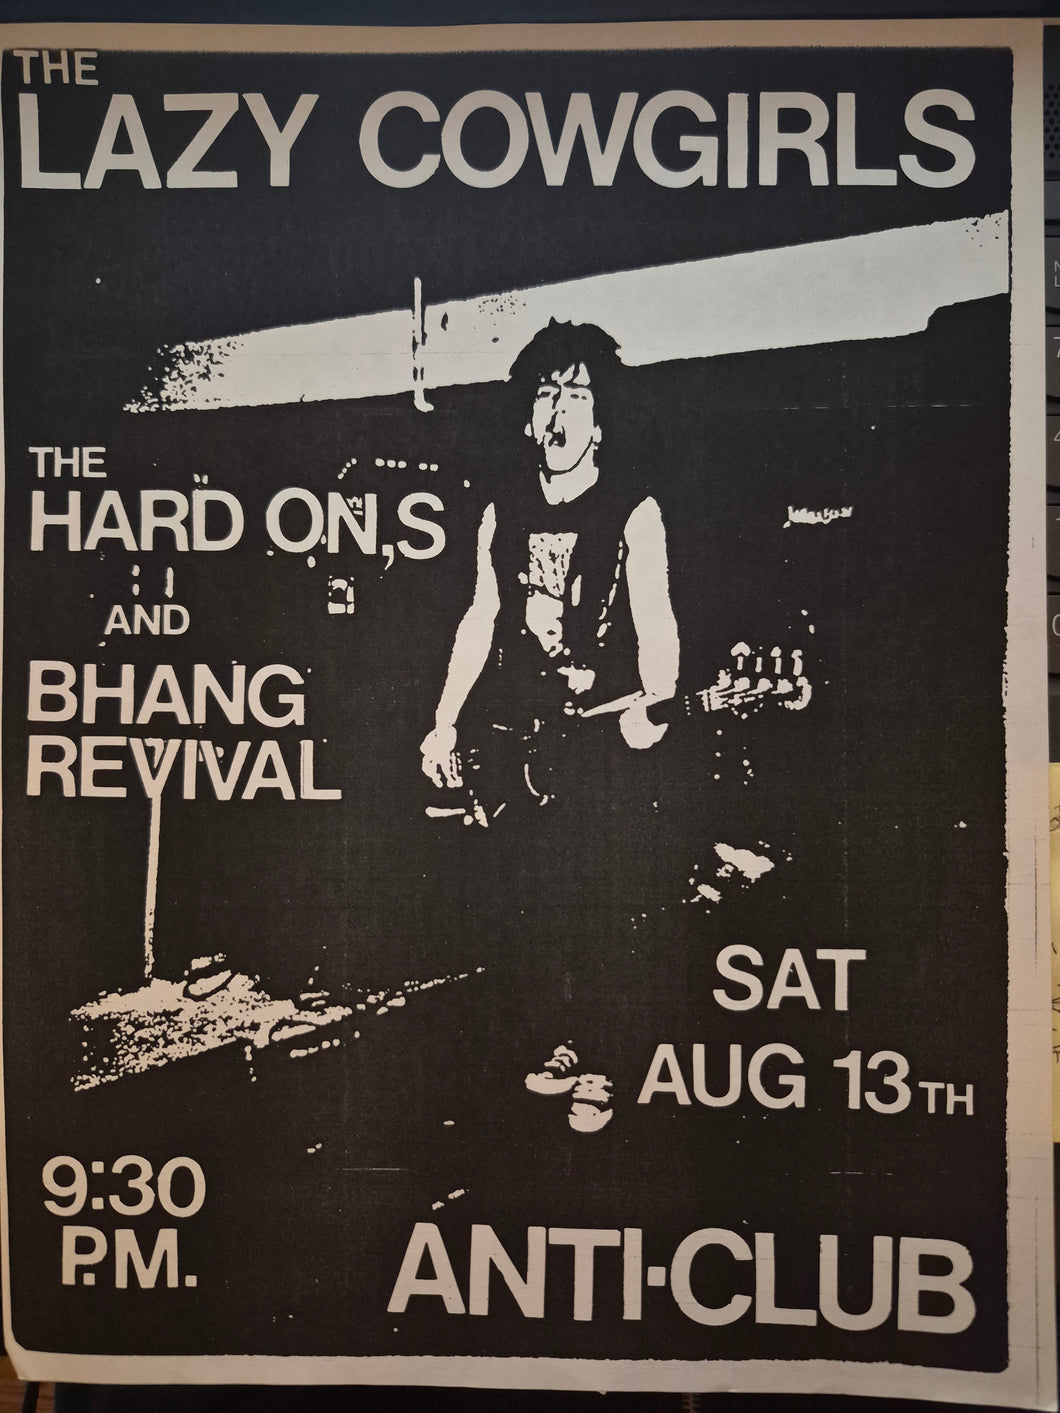 THE
LAZY COWGIRLS
THE
HARD ON,S
AND
BHANG
REVIVAL
SAT
AUG 13TH
9:30
P.M.
ANTI-CLUB